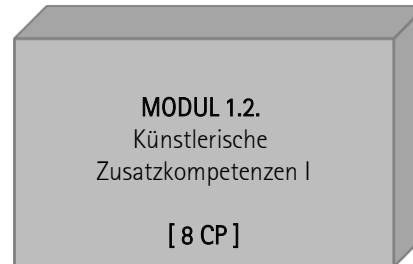 MODUL 1.2.
Künstlerische
Zusatzkompetenzen I
[ 8 CP ]